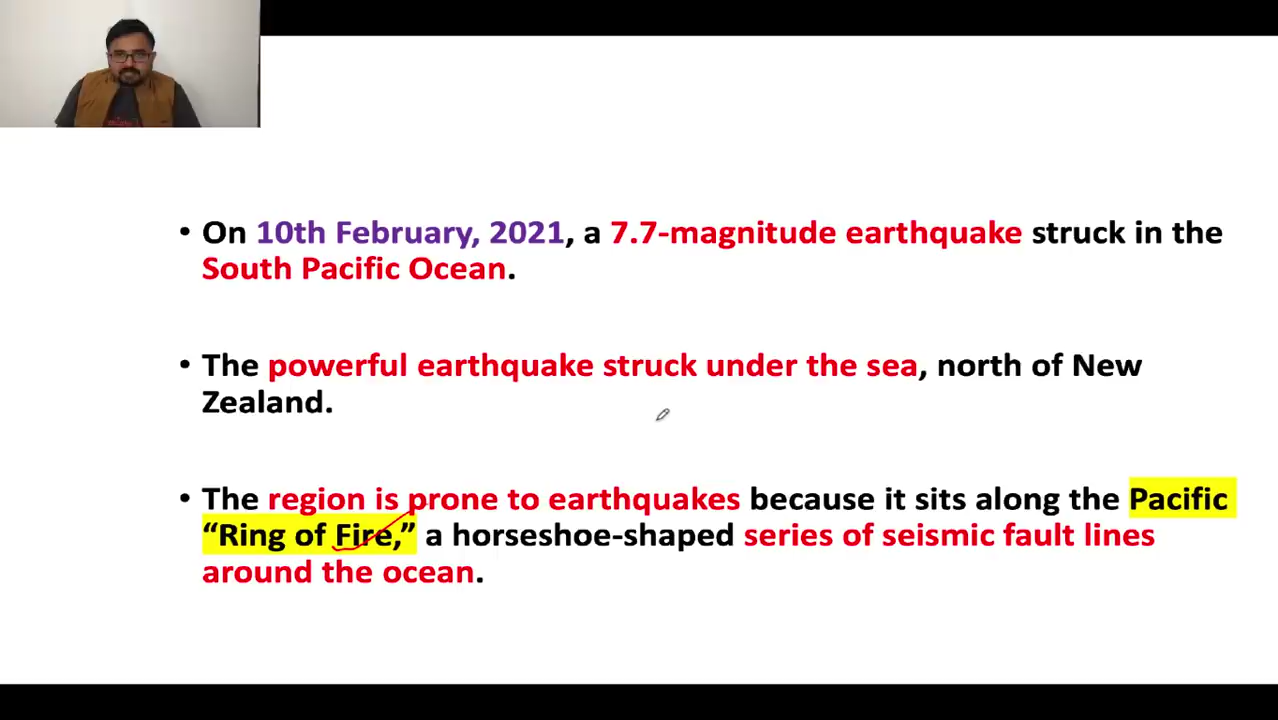 • On 10th February, 2021, a 7.7-magnitude earthquake struck in the
South Pacific Ocean.
• The powerful earthquake struck under the sea, north of New
Zealand.
• The region is prone to earthquakes because it sits along the Pacific
“Ring of Fire,” a horseshoe-shaped series of seismic fault lines
around the ocean.